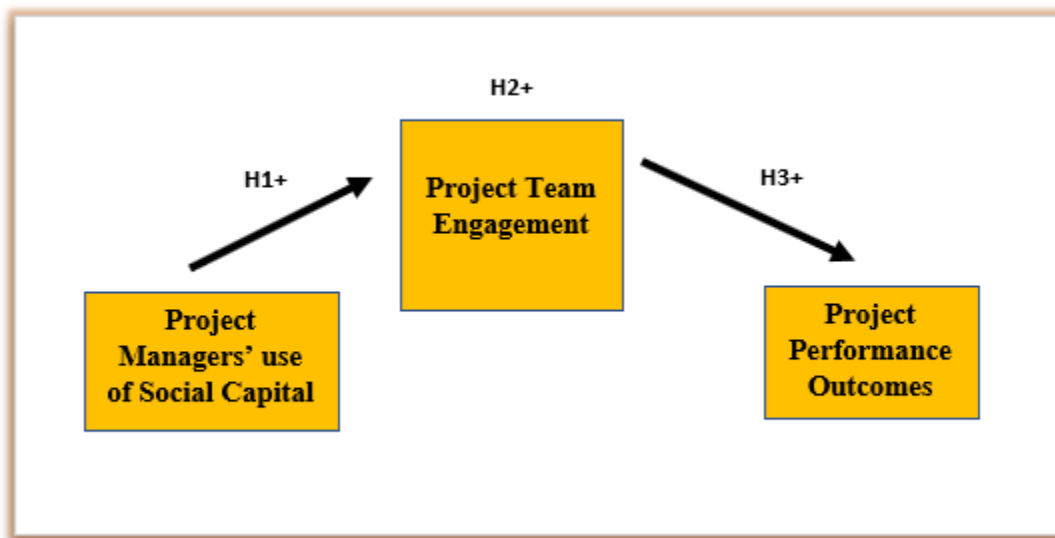 H2+
H1+
Project Team
Engagement
H3+
Project
Managers’ use
of Social Capital
Project
Performance
Outcomes